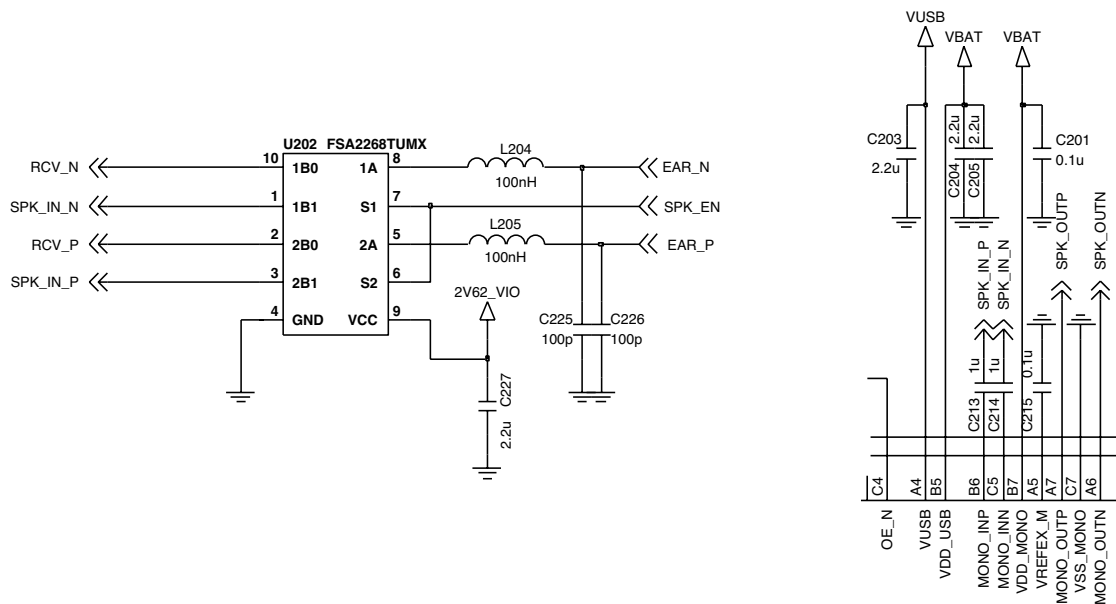 U202 FSA2268TUMX
RCV_N 10 1B0 1A 8 L204 100nH EAR_N
SPK_IN_N 1 1B1 S1 7 SPK_EN
RCV_P 2 2B0 2A 5 L205 100nH EAR_P
SPK_IN_P 3 2B1 S2 6
4 GND VCC 9
2V62_VIO
C225 C226
100p 100p
C227
2.2u
VUSB
VBAT VBAT
C203
2.2u
2.2u
2.2u
C204
C205
C201
0.1u
SPK_IN_P
SPK_IN_N
SPK_OUTP
SPK_OUTN
1u
1u
0.1u
C213
C214
C215
C4
A4
B5
B6
C5
B7
A5
A7
C7
A6
OE_N
VUSB
VDD_USB
MONO_INP
MONO_INN
VDD_MONO
VREFEX_M
MONO_OUTP
VSS_MONO
MONO_OUTN